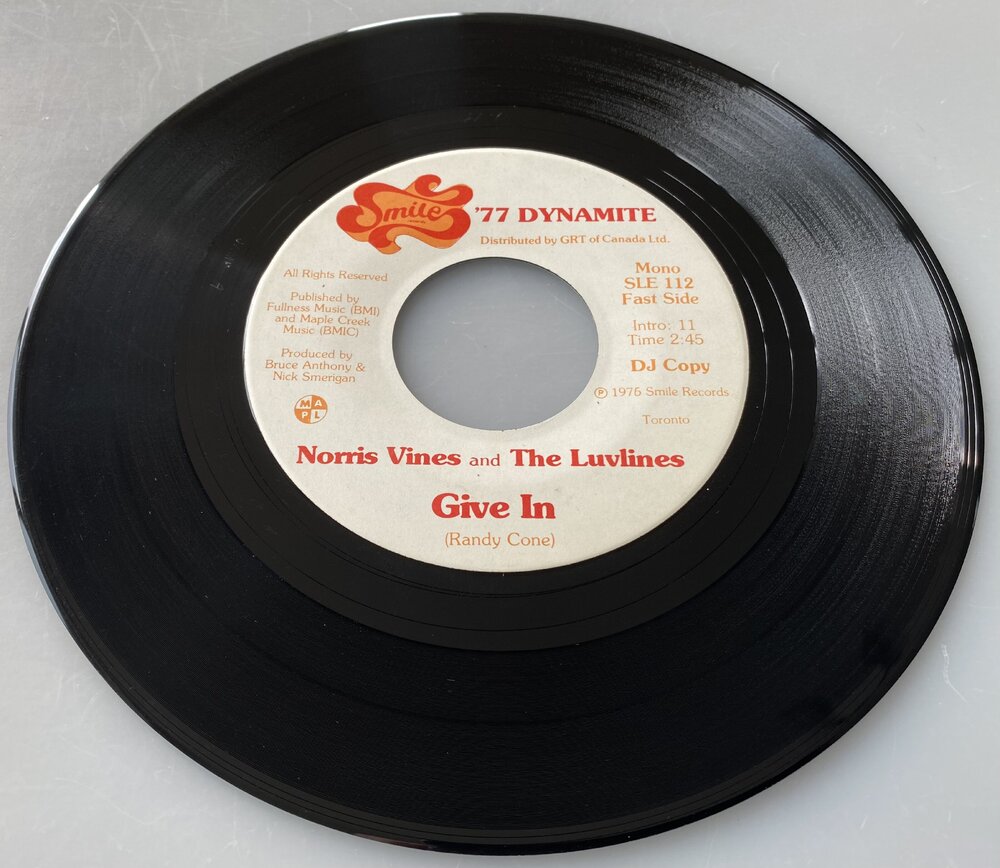 Smile
'77 DYNAMITE
Distributed by GRT of Canada Ltd.
All Rights Reserved
Published by
Fullness Music (BMI)
and Maple Creek
Music (BMIC)
Produced by
Bruce Anthony &
Nick Smerigan
M A
P L
Mono
SLE 112
Fast Side
Intro: 11
Time 2:45
DJ Copy
℗ 1976 Smile Records
Toronto
Norris Vines and The Luvlines
Give In
(Randy Cone)